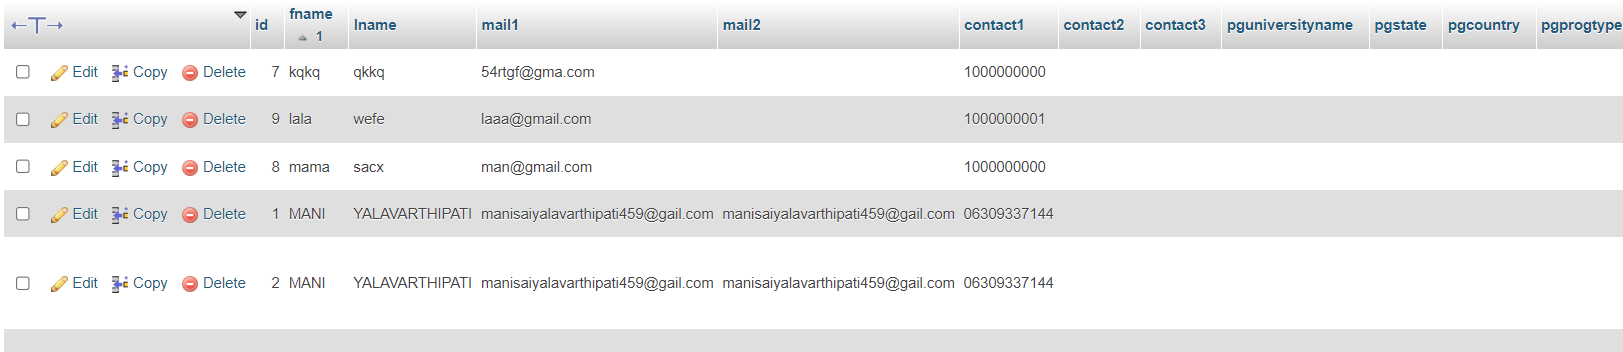 ←T→ id fname 1 lname mail1 mail2 contact1 contact2 contact3 pguniversityname pgstate pgcountry pgprogtype
Edit Copy Delete 7 kqkq qkkq 54rtgf@gma.com 1000000000
Edit Copy Delete 9 lala wefe laaa@gmail.com 1000000001
Edit Copy Delete 8 mama sacx man@gmail.com 1000000000
Edit Copy Delete 1 MANI YALAVARTHIPATI manisaiyalavarthipati459@gail.com manisaiyalavarthipati459@gail.com 06309337144
Edit Copy Delete 2 MANI YALAVARTHIPATI manisaiyalavarthipati459@gail.com manisaiyalavarthipati459@gail.com 06309337144